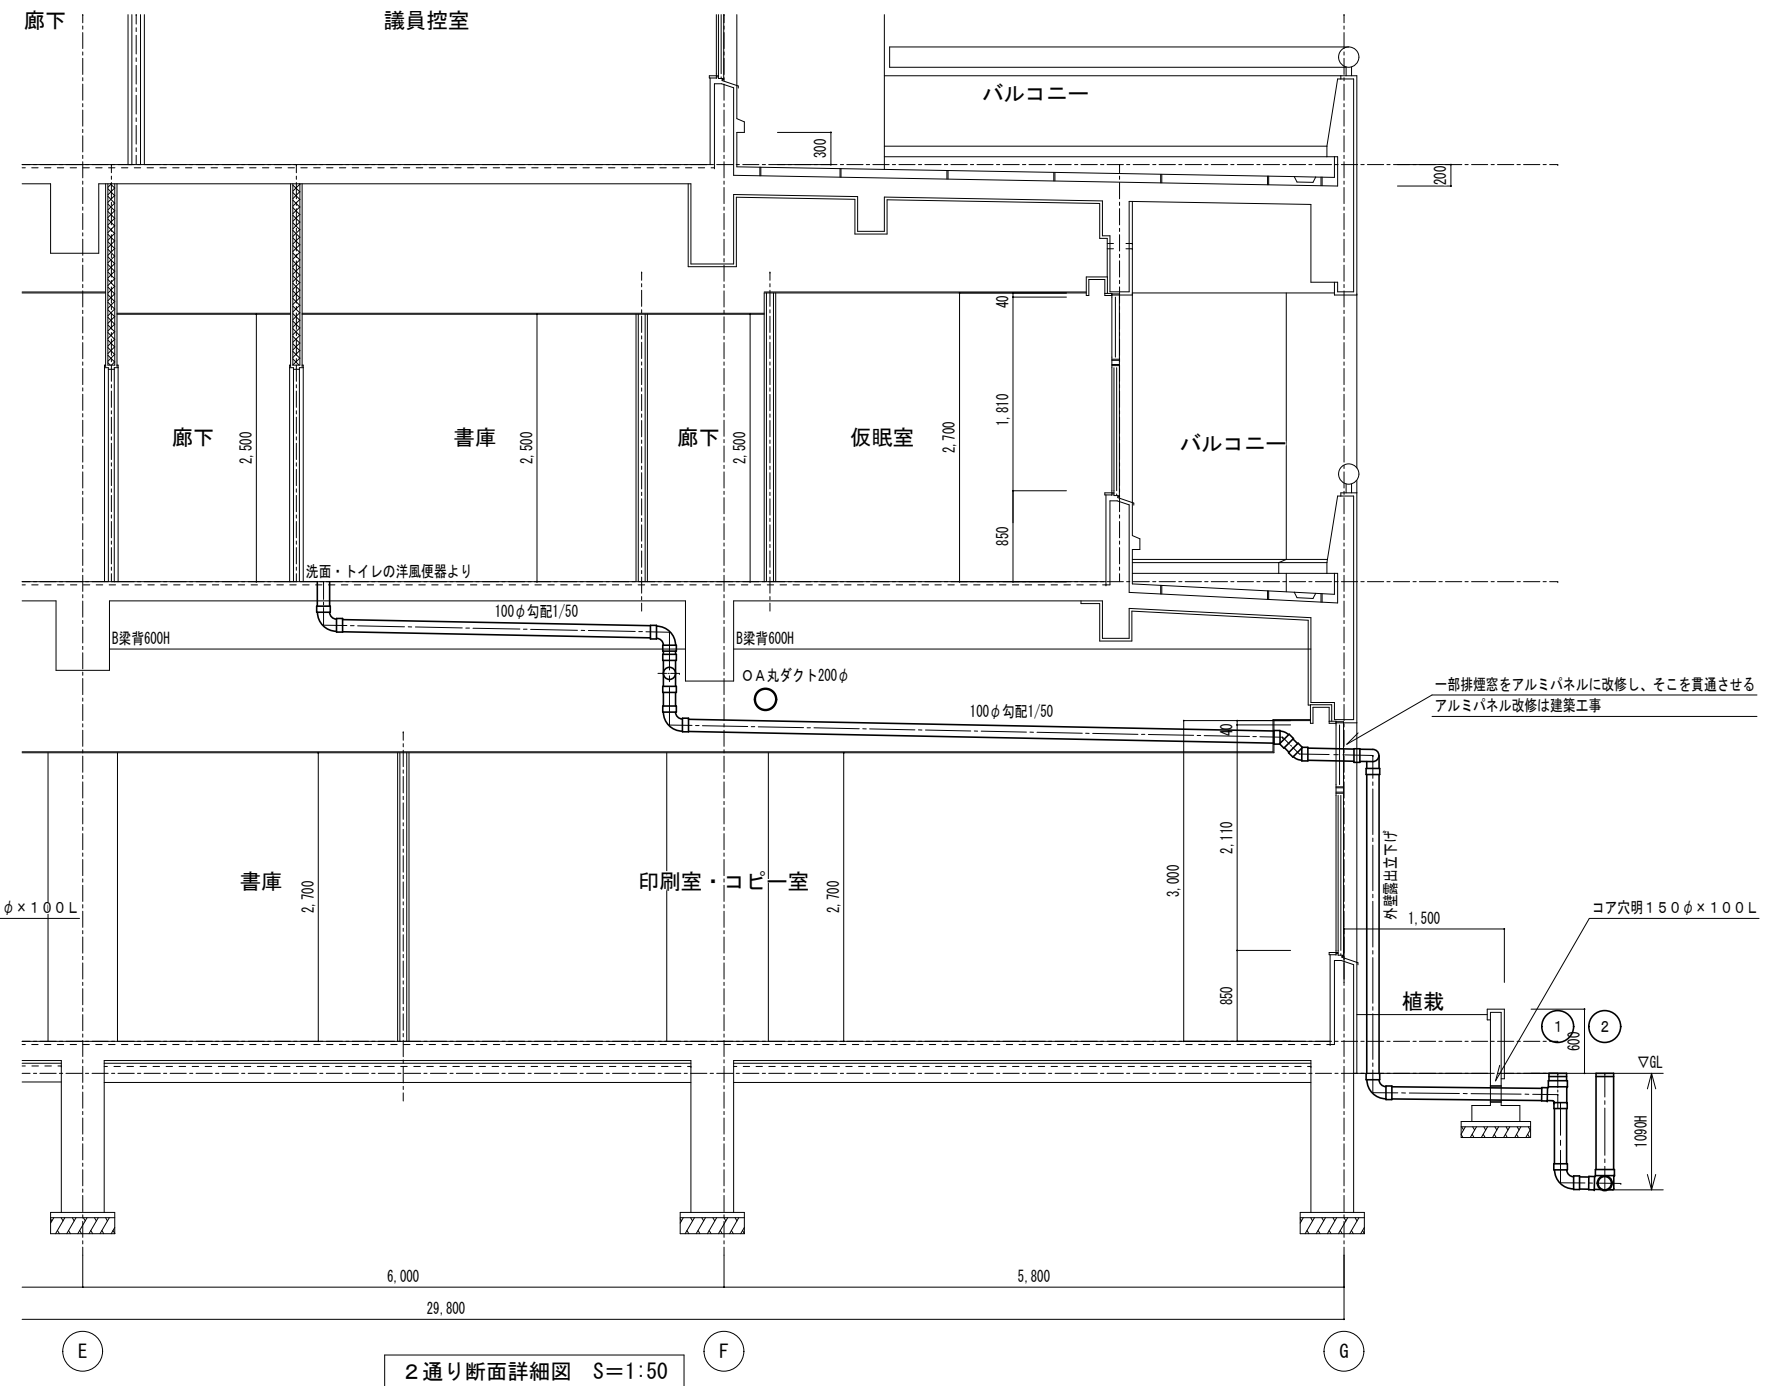 廊下
議員控室
バルコニー
300
200
40
1,810
850
廊下
2,500
書庫
2,500
廊下
2,500
仮眠室
2,700
バルコニー
洗面・トイレの洋風便器より
100φ勾配1/50
B梁背600H
B梁背600H
OA丸ダクト200φ
100φ勾配1/50
一部排煙窓をアルミパネルに改修し、そこを貫通させる
アルミパネル改修は建築工事
40
2,110
3,000
850
外壁露出立下げ
φ×100L
書庫
2,700
印刷室・コピー室
2,700
1,500
コア穴明150φ×100L
植栽
600
1
2
▽GL
1090H
6,000
5,800
29,800
E
F
G
2通り断面詳細図 S=1:50